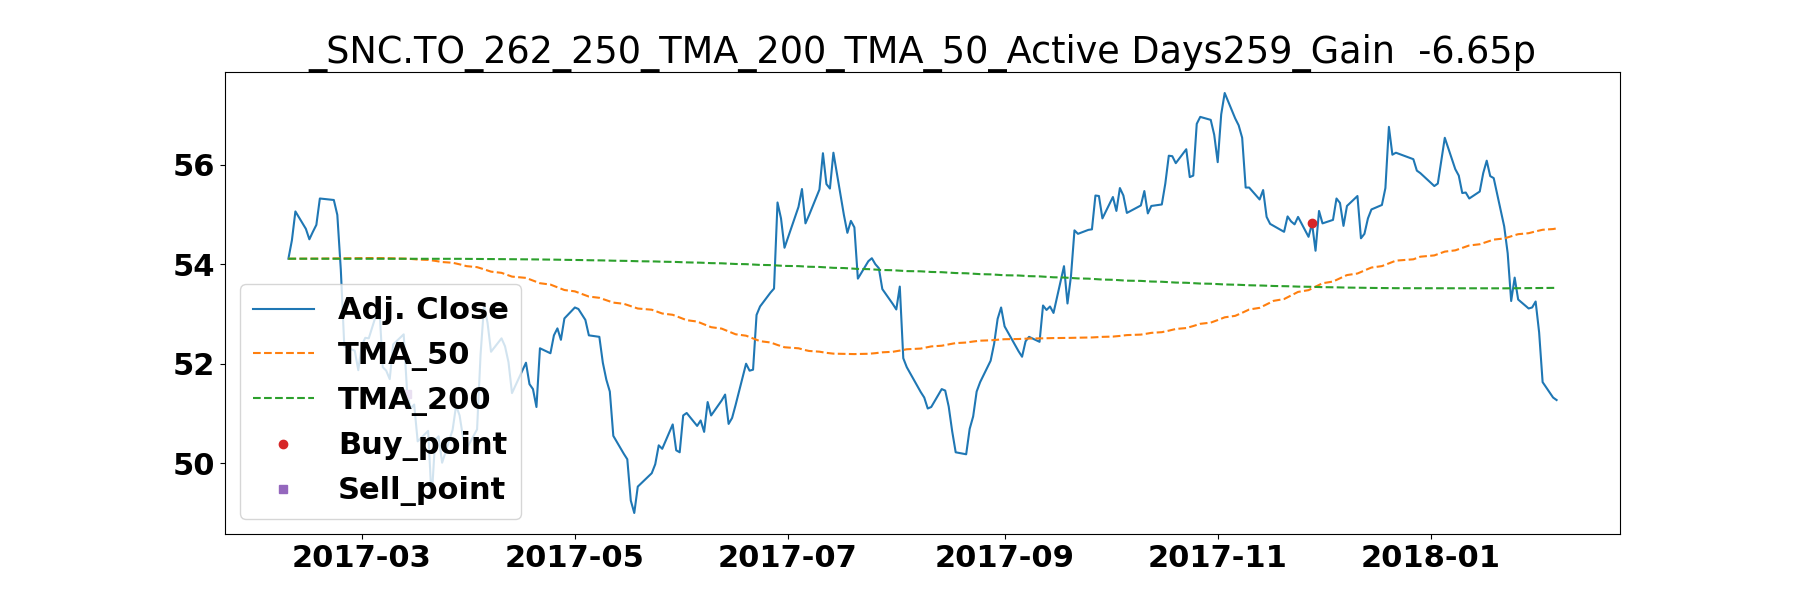 _SNC.TO_262_250_TMA_200_TMA_50_Active Days259_Gain  -6.65p
56
54
52
50
Adj. Close
TMA_50
TMA_200
Buy_point
Sell_point
2017-03 2017-05 2017-07 2017-09 2017-11 2018-01